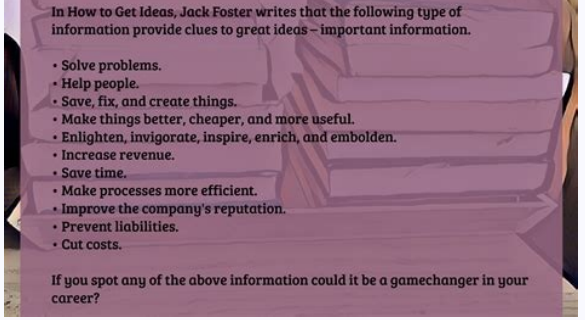 In How to Get Ideas, Jack Foster writes that the following type of
information provide clues to great ideas – important information.
• Solve problems.
• Help people.
• Save, fix, and create things.
• Make things better, cheaper, and more useful.
• Enlighten, invigorate, inspire, enrich, and embolden.
• Increase revenue.
• Save time.
• Make processes more efficient.
• Improve the company's reputation.
• Prevent liabilities.
• Cut costs.
If you spot any of the above information could it be a gamechanger in your
career?